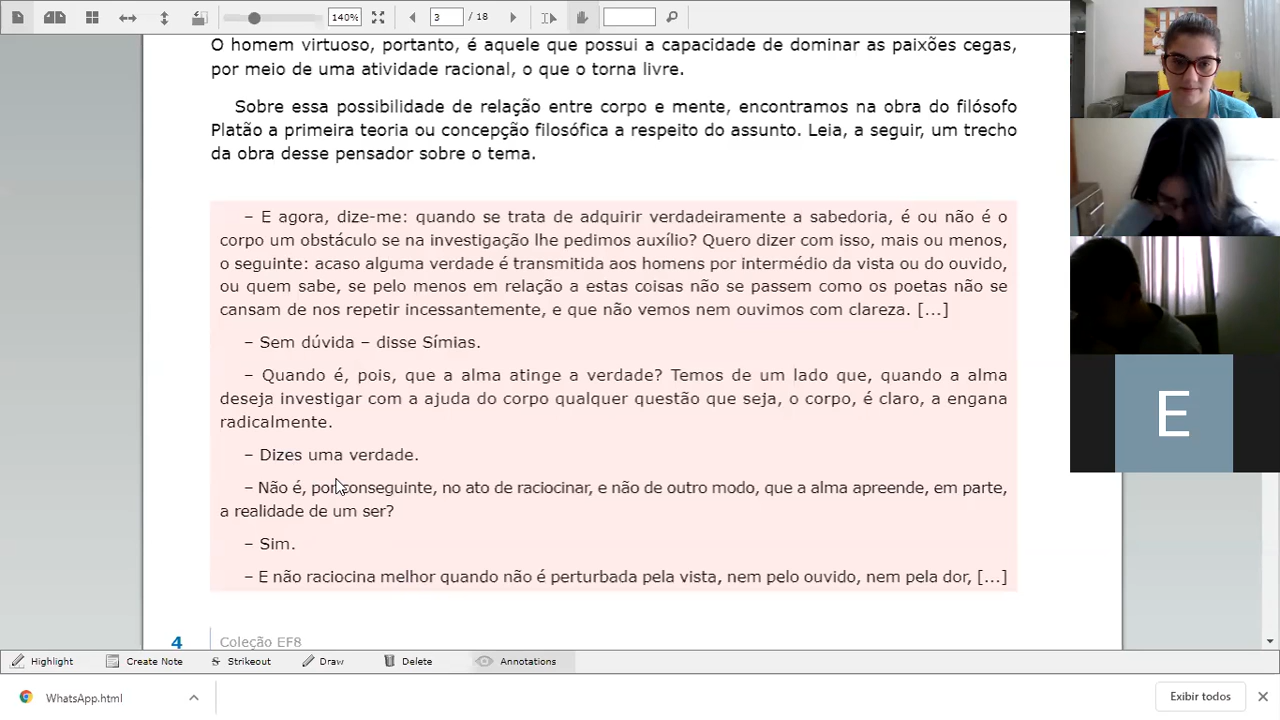 140%
3 / 18
O homem virtuoso, portanto, é aquele que possui a capacidade de dominar as paixões cegas,
por meio de uma atividade racional, o que o torna livre.
Sobre essa possibilidade de relação entre corpo e mente, encontramos na obra do filósofo
Platão a primeira teoria ou concepção filosófica a respeito do assunto. Leia, a seguir, um trecho
da obra desse pensador sobre o tema.
– E agora, dize-me: quando se trata de adquirir verdadeiramente a sabedoria, é ou não é o
corpo um obstáculo se na investigação lhe pedimos auxílio? Quero dizer com isso, mais ou menos,
o seguinte: acaso alguma verdade é transmitida aos homens por intermédio da vista ou do ouvido,
ou quem sabe, se pelo menos em relação a estas coisas não se passem como os poetas não se
cansam de nos repetir incessantemente, e que não vemos nem ouvimos com clareza. [...]
– Sem dúvida – disse Símias.
– Quando é, pois, que a alma atinge a verdade? Temos de um lado que, quando a alma
deseja investigar com a ajuda do corpo qualquer questão que seja, o corpo, é claro, a engana
radicalmente.
– Dizes uma verdade.
– Não é, por conseguinte, no ato de raciocinar, e não de outro modo, que a alma apreende, em parte,
a realidade de um ser?
– Sim.
– E não raciocina melhor quando não é perturbada pela vista, nem pelo ouvido, nem pela dor, [...]
4 Coleção EF8
E
Highlight Create Note Strikeout Draw Delete Annotations
WhatsApp.html Exibir todos